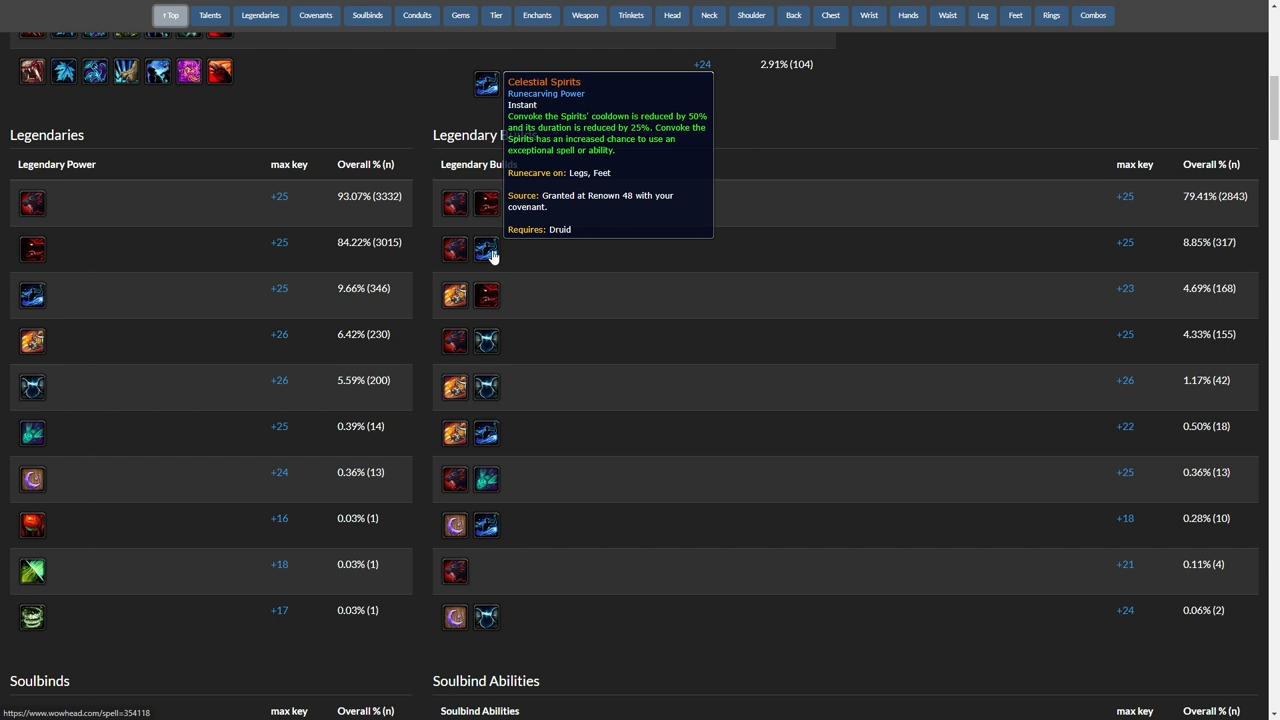 ↑ Top Talents Legendaries Covenants Soulbinds Conduits Gems Tier Enchants Weapon Trinkets Head Neck Shoulder Back Chest Wrist Hands Waist Leg Feet Rings Combos
+24 2.91% (104)
Celestial Spirits
Runecarving Power
Instant
Convoke the Spirits' cooldown is reduced by 50%
and its duration is reduced by 25%. Convoke the
Spirits has an increased chance to use an
exceptional spell or ability.
Runecarve on: Legs, Feet
Source: Granted at Renown 48 with your
covenant.
Requires: Druid
Legendaries
Legendary Power max key Overall % (n)
+25 93.07% (3332)
+25 84.22% (3015)
+25 9.66% (346)
+26 6.42% (230)
+26 5.59% (200)
+25 0.39% (14)
+24 0.36% (13)
+16 0.03% (1)
+18 0.03% (1)
+17 0.03% (1)
Legendary B
Legendary Builds max key Overall % (n)
+25 79.41% (2843)
+25 8.85% (317)
+23 4.69% (168)
+25 4.33% (155)
+26 1.17% (42)
+22 0.50% (18)
+25 0.36% (13)
+18 0.28% (10)
+21 0.11% (4)
+24 0.06% (2)
Soulbinds
Soulbinds max key Overall % (n)
Soulbind Abilities
Soulbind Abilities max key Overall % (n)
https://www.wowhead.com/spell=354118